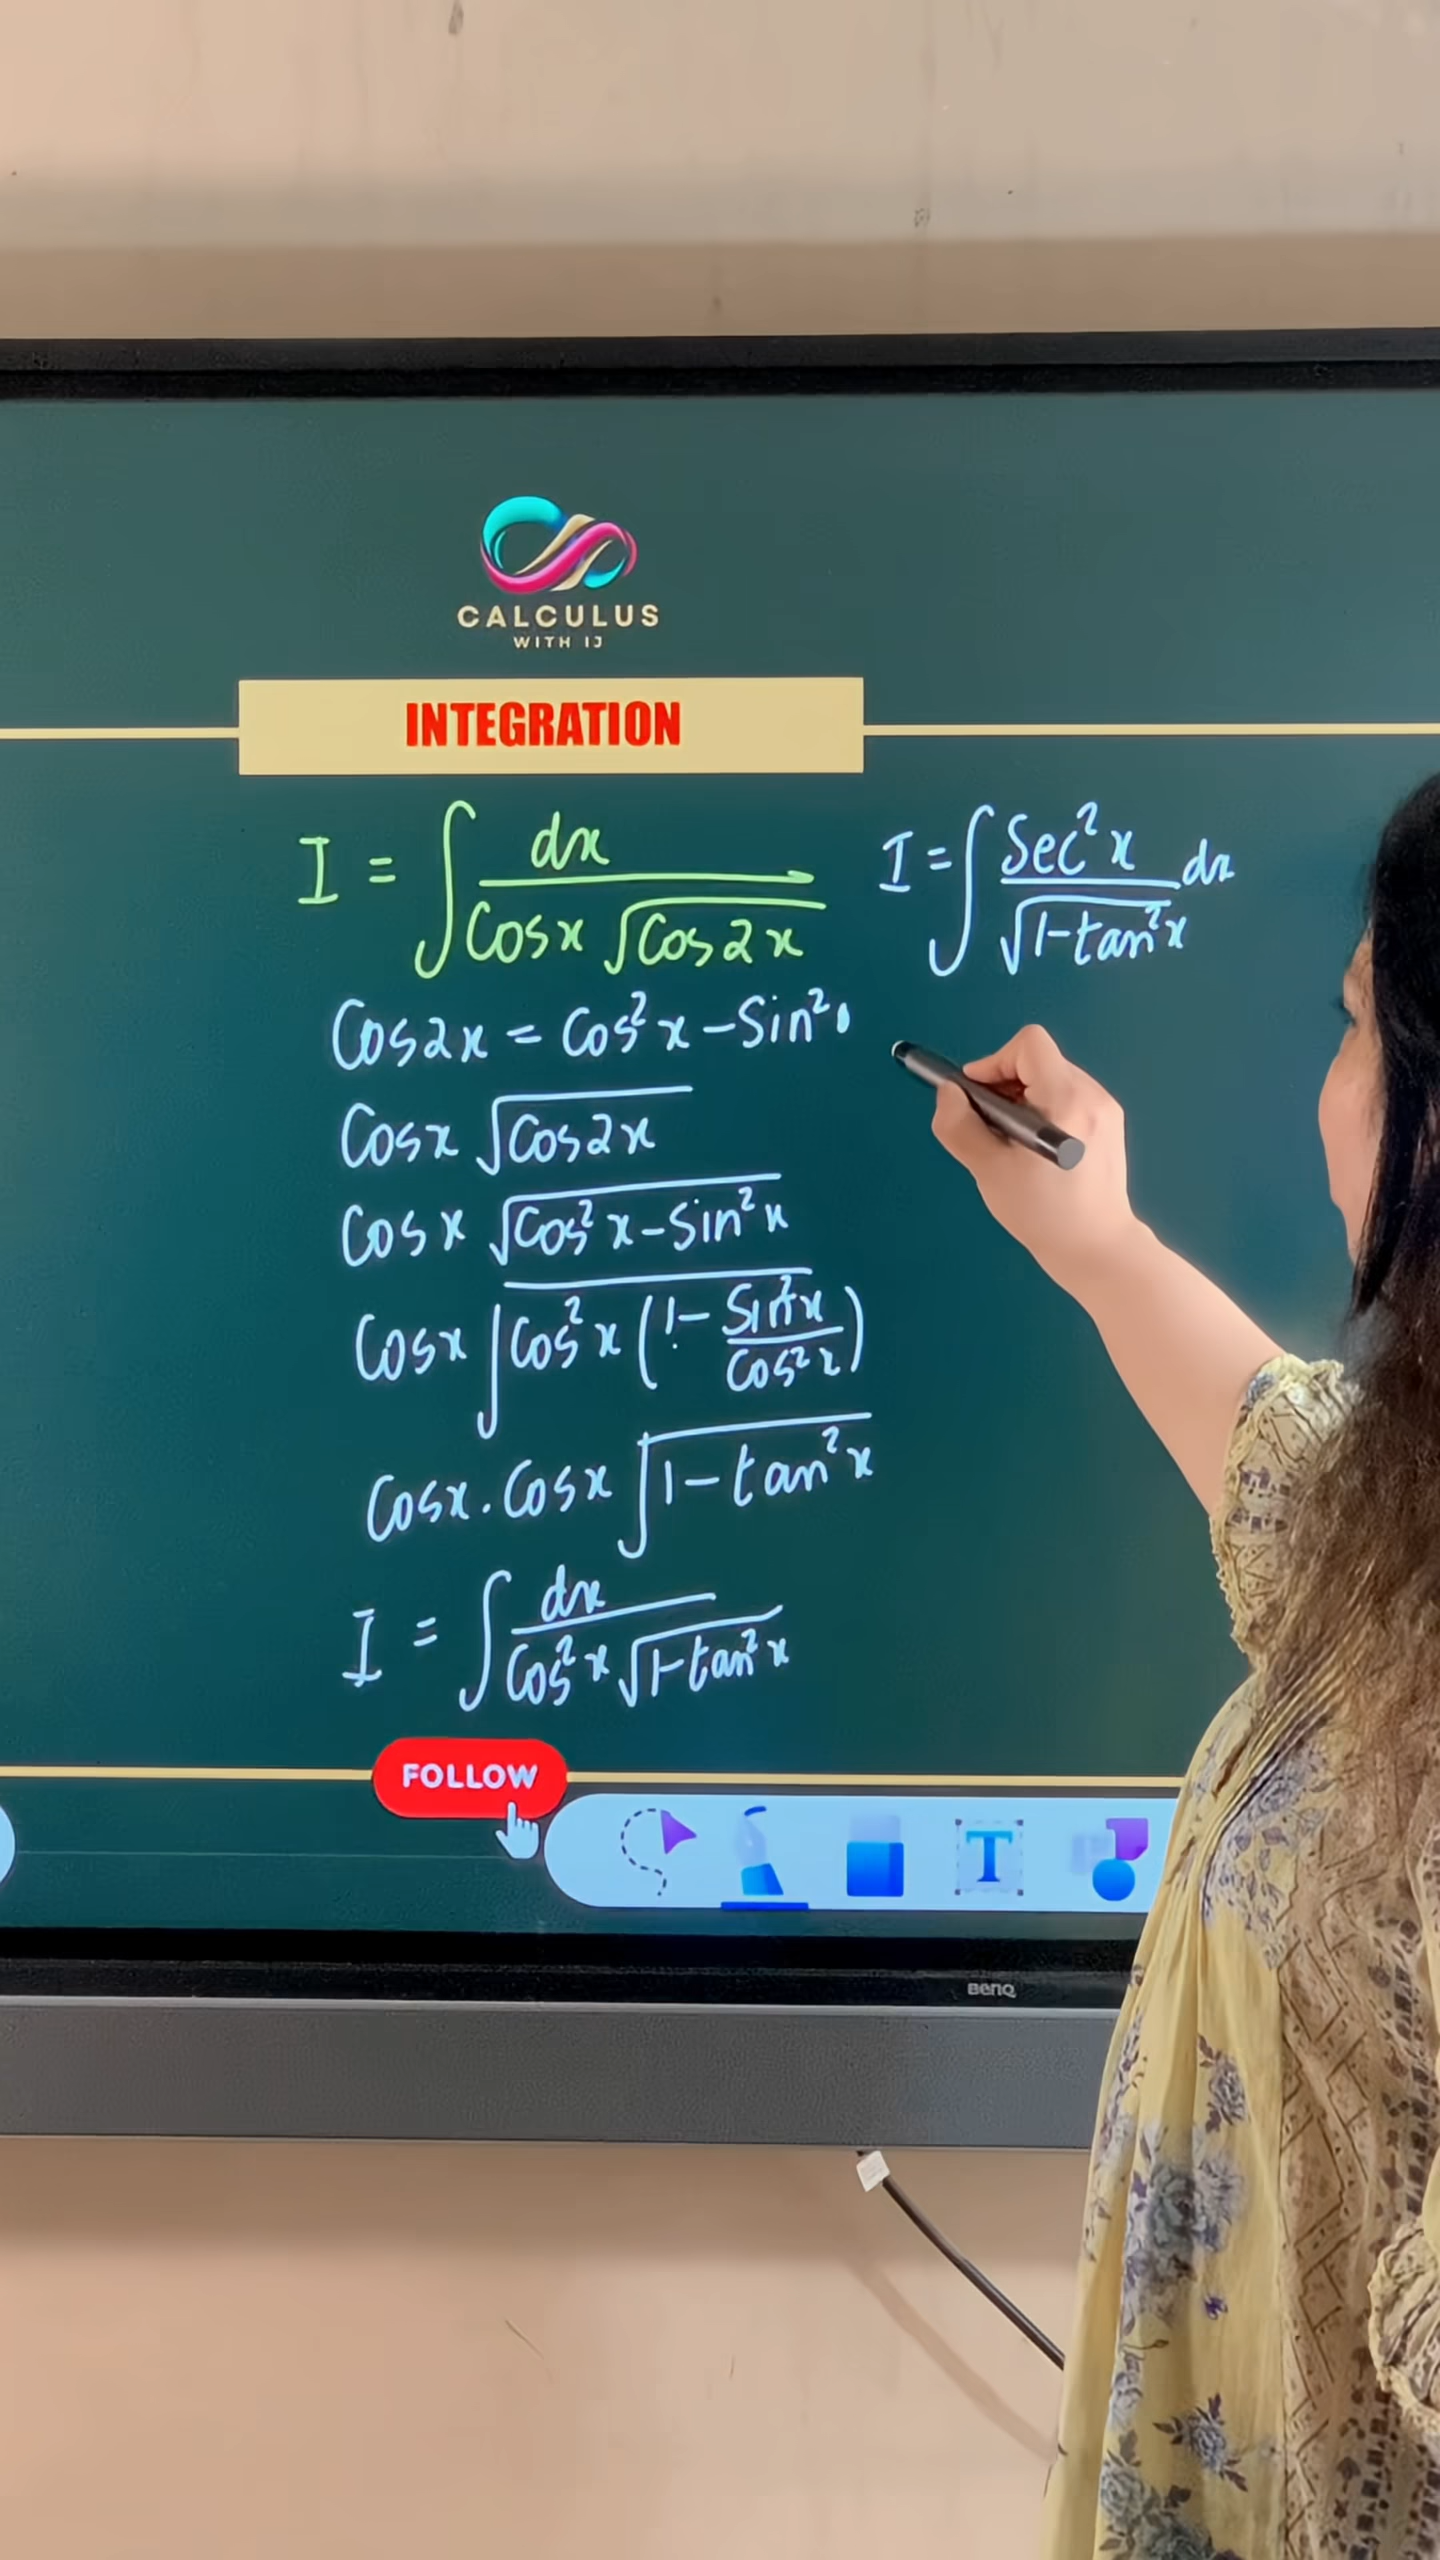 CALCULUS
WITH IJ
INTEGRATION
I = ∫ dx / (Cosx √(Cos2x))
Cos2x = Cos²x − Sin²
Cosx √(Cos2x)
Cosx √(Cos²x − Sin²x)
Cosx √(Cos²x (1 − Sin²x / Cos²x))
Cosx . Cosx √(1 − tan²x)
I = ∫ dx / (Cos²x √(1 − tan²x))
I = ∫ Sec²x / √(1 − tan²x) dx
FOLLOW
T
BenQ